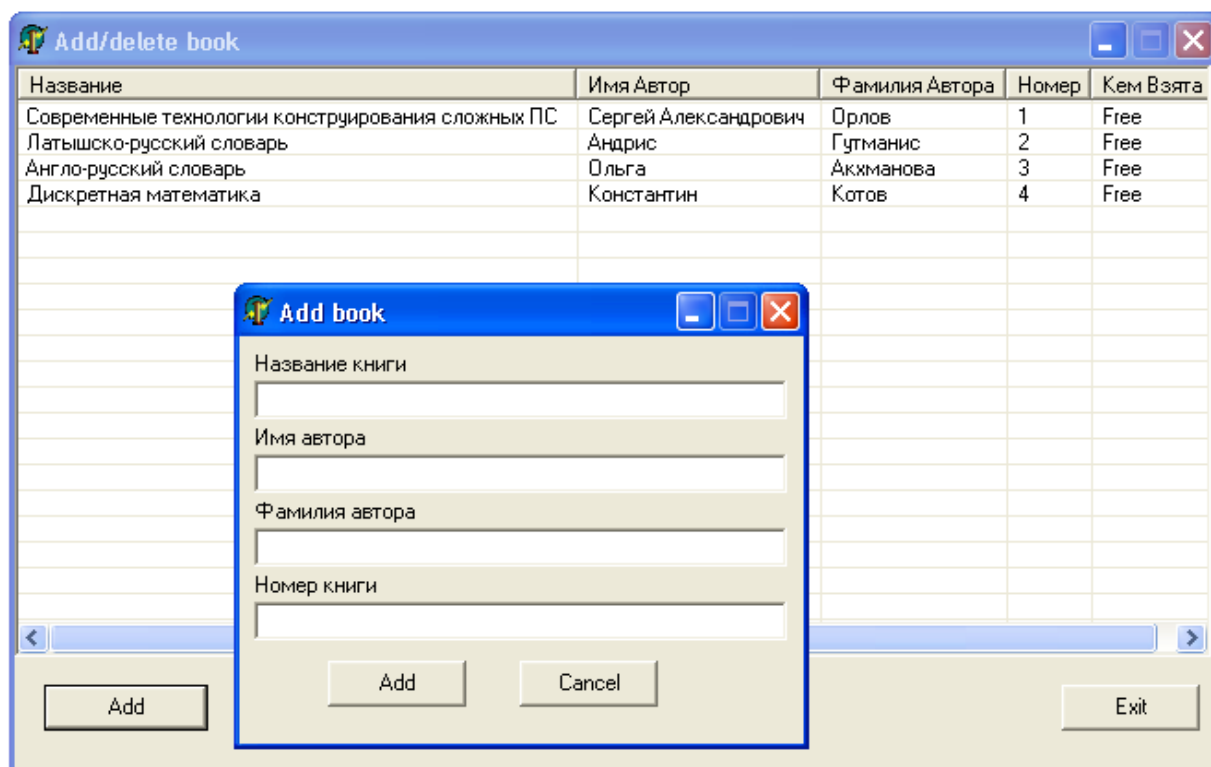 Add/delete book
Название Имя Автор Фамилия Автора Номер Кем Взята
Современные технологии конструирования сложных ПС Сергей Александрович Орлов 1 Free
Латышско-русский словарь Андрис Гутманис 2 Free
Англо-русский словарь Ольга Акхманова 3 Free
Дискретная математика Константин Котов 4 Free
Add book
Название книги
Имя автора
Фамилия автора
Номер книги
Add Cancel
Add Exit